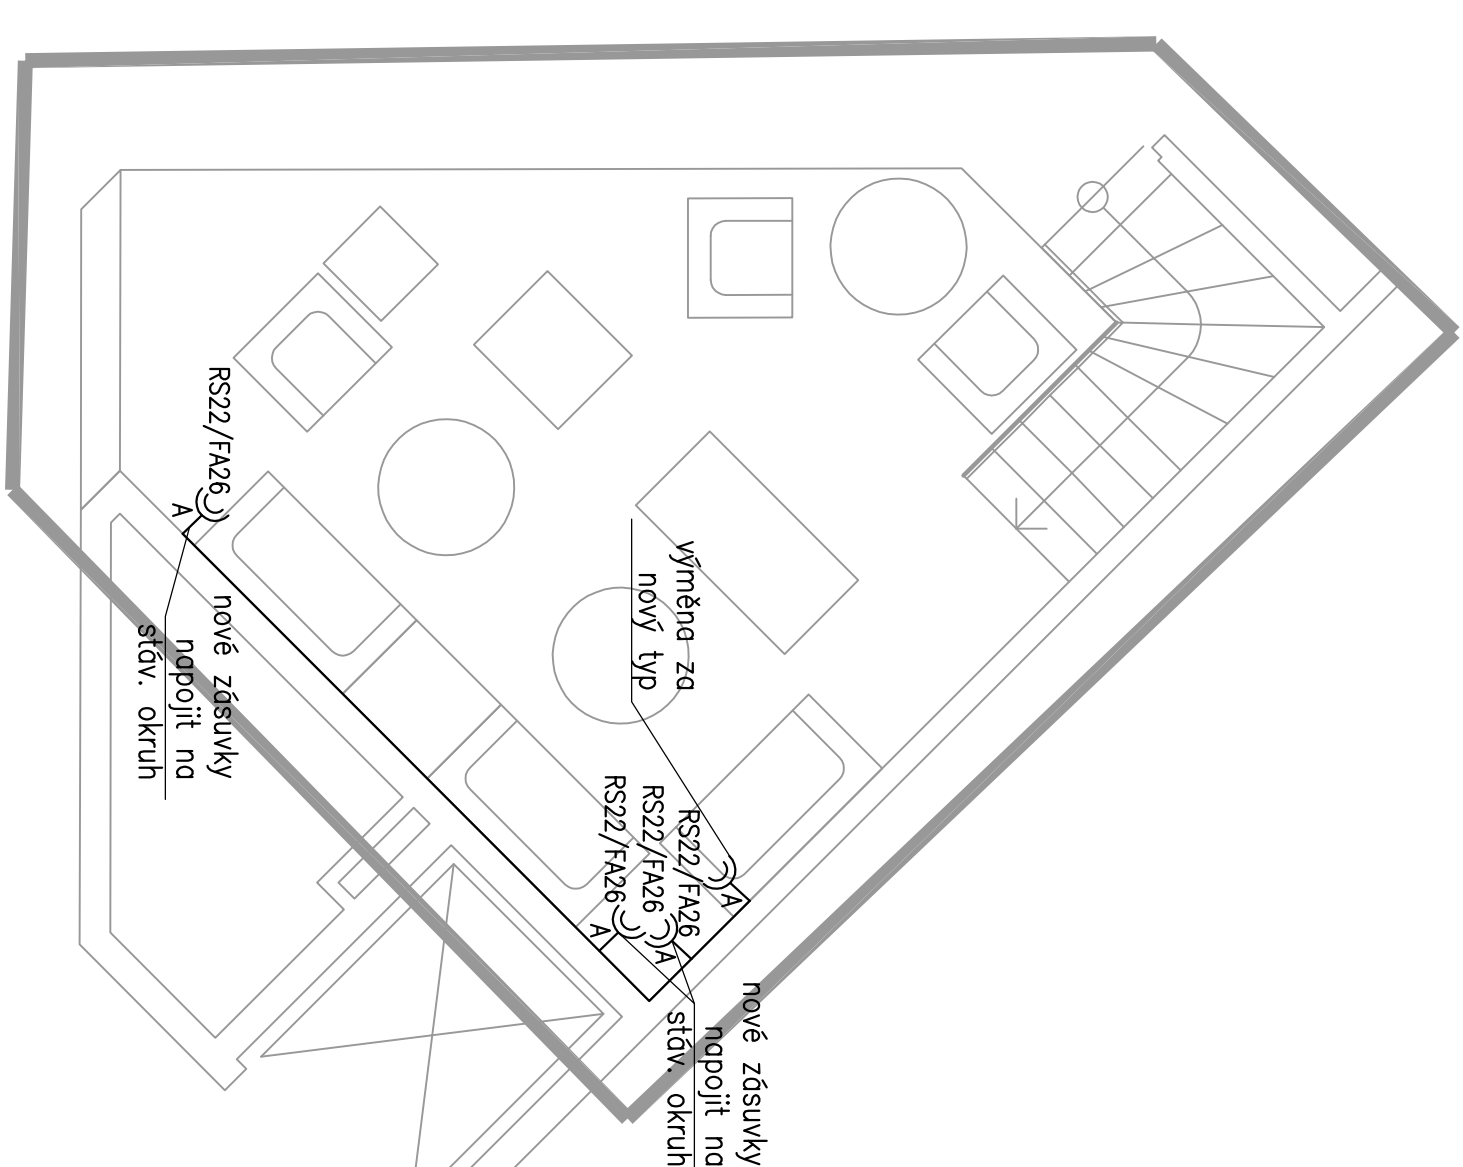 RS22/FA26
A
nové zásuvky
napojit na
stáv. okruh
výměna za
nový typ
RS22/FA26
RS22/FA26
RS22/FA26
A
A
A
nové zásuvky
napojit na
stáv. okruh